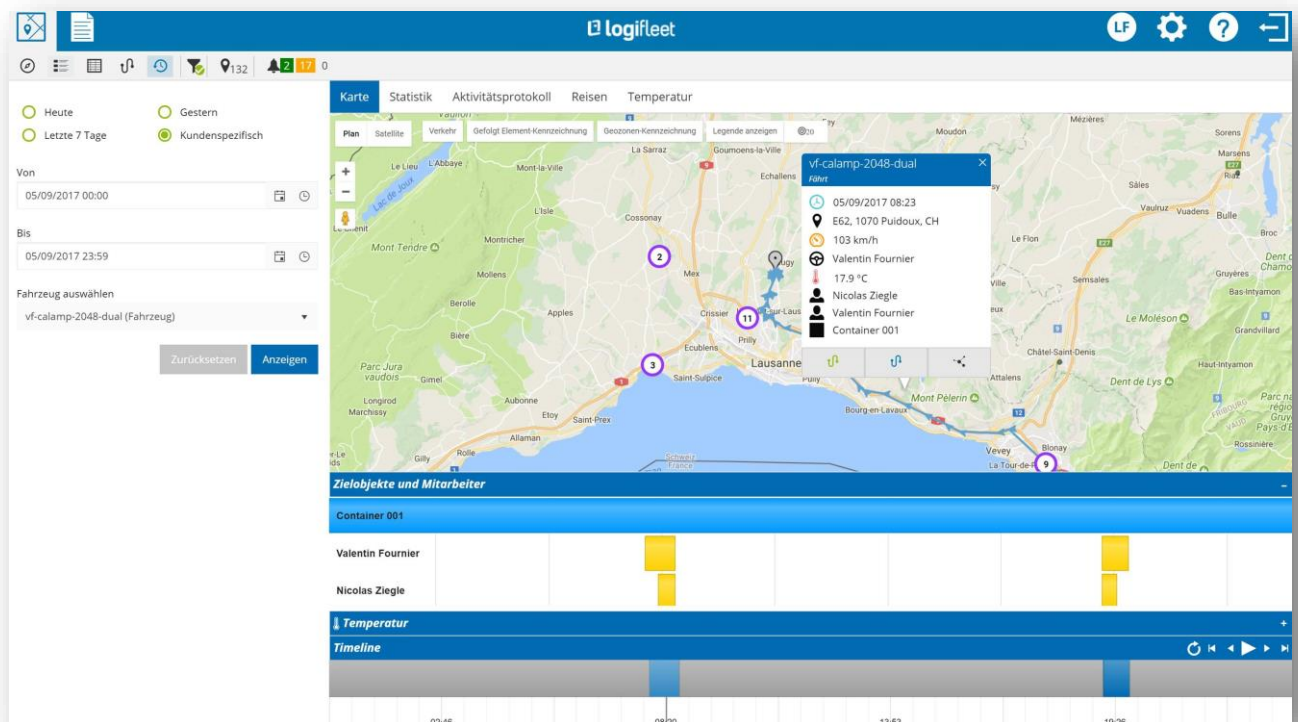 logifleet
LF
132
2
17
0
Heute
Gestern
Letzte 7 Tage
Kundenspezifisch
Von
05/09/2017 00:00
Bis
05/09/2017 23:59
Fahrzeug auswählen
vf-calamp-2048-dual (Fahrzeug)
Zurücksetzen
Anzeigen
Karte Statistik Aktivitätsprotokoll Reisen Temperatur
Plan Satellite Verkehr Gefolgt Element-Kennzeichnung Geozonen-Kennzeichnung Legende anzeigen 20
Moudon
Mézières
Sorens
Marsens
Le Lieu
L'Abbaye
Mont-la-Ville
La Sarraz
Goumoens-la-Ville
Echallens
Lac de Joux
L'Isle
Cossonay
Sâles
Vaulruz
Vuadens
Bulle
E27
Mont Tendre
Montricher
Mollens
Mex
Le Flon
E27
Broc
Semsales
Gruyères
Bas-Intyamon
Berolle
Apples
Crissier
Prilly
Le Moléson
Grandvillard
Bière
Ecublens
Lausanne
Châtel-Saint-Denis
Haut-Intyamon
Parc Jura
vaudois
Gimel
Saint-Sulpice
Pully
Attalens
Dent de Lys
Longirod
Marchissy
Aubonne
Etoy
Saint-Prex
Mont Pèlerin
Bourg-en-Lavaux
Allaman
Rolle
Gilly
Schweiz
France
Vevey
Blonay
Rossinière
2
11
3
9
vf-calamp-2048-dual
Fährt
05/09/2017 08:23
E62, 1070 Puidoux, CH
103 km/h
Valentin Fournier
17.9 °C
Nicolas Ziegle
Valentin Fournier
Container 001
Zielobjekte und Mitarbeiter
Container 001
Valentin Fournier
Nicolas Ziegle
Temperatur
Timeline